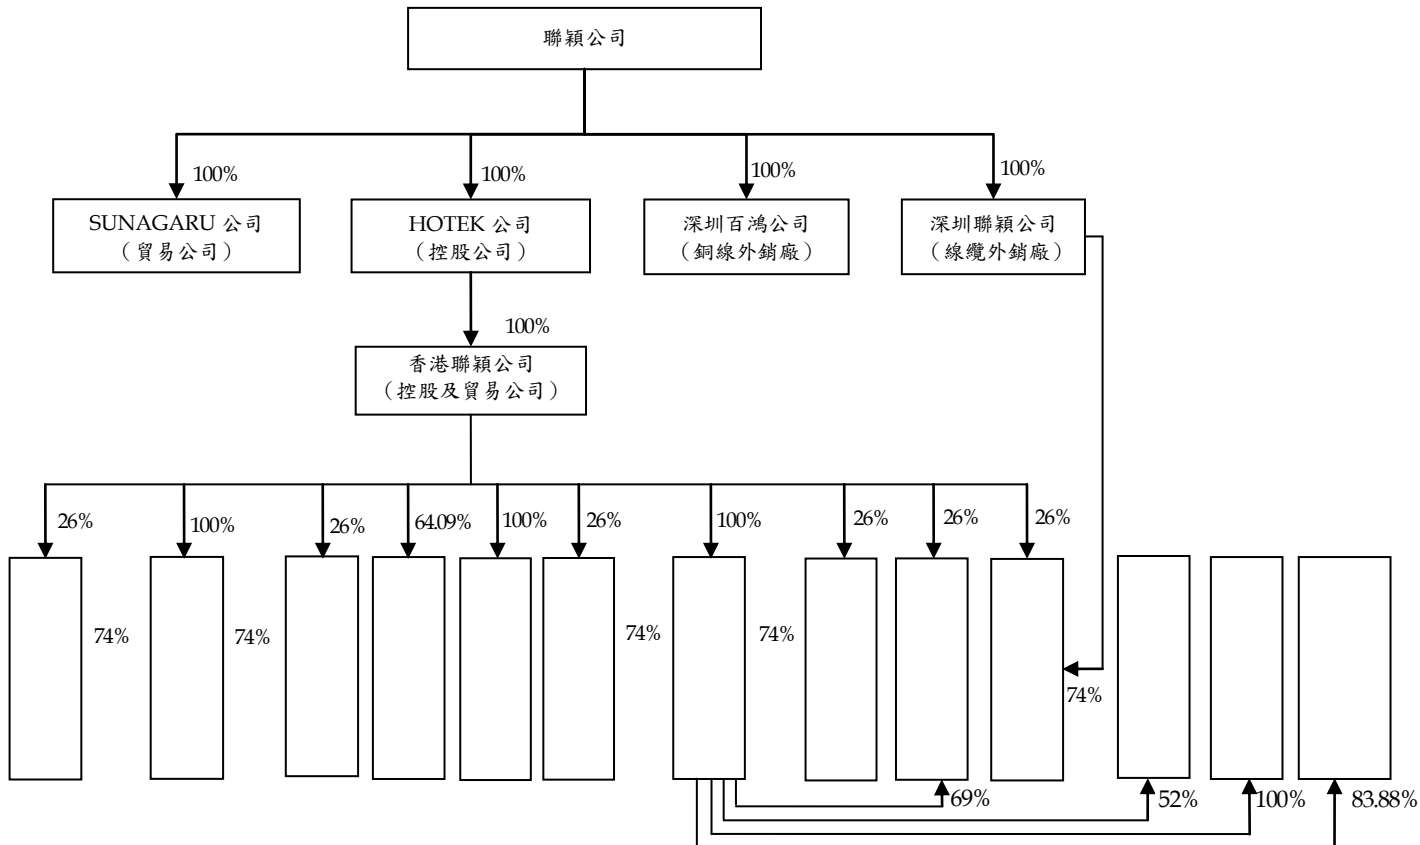 聯穎公司
100%
100%
100%
100%
SUNAGARU 公司
（貿易公司）
HOTEK 公司
（控股公司）
深圳百鴻公司
（銅線外銷廠）
深圳聯穎公司
（線纜外銷廠）
100%
香港聯穎公司
（控股及貿易公司）
26%
100%
26%
64.09%
100%
26%
100%
26%
26%
26%
74%
74%
74%
74%
74%
69%
52%
100%
83.88%